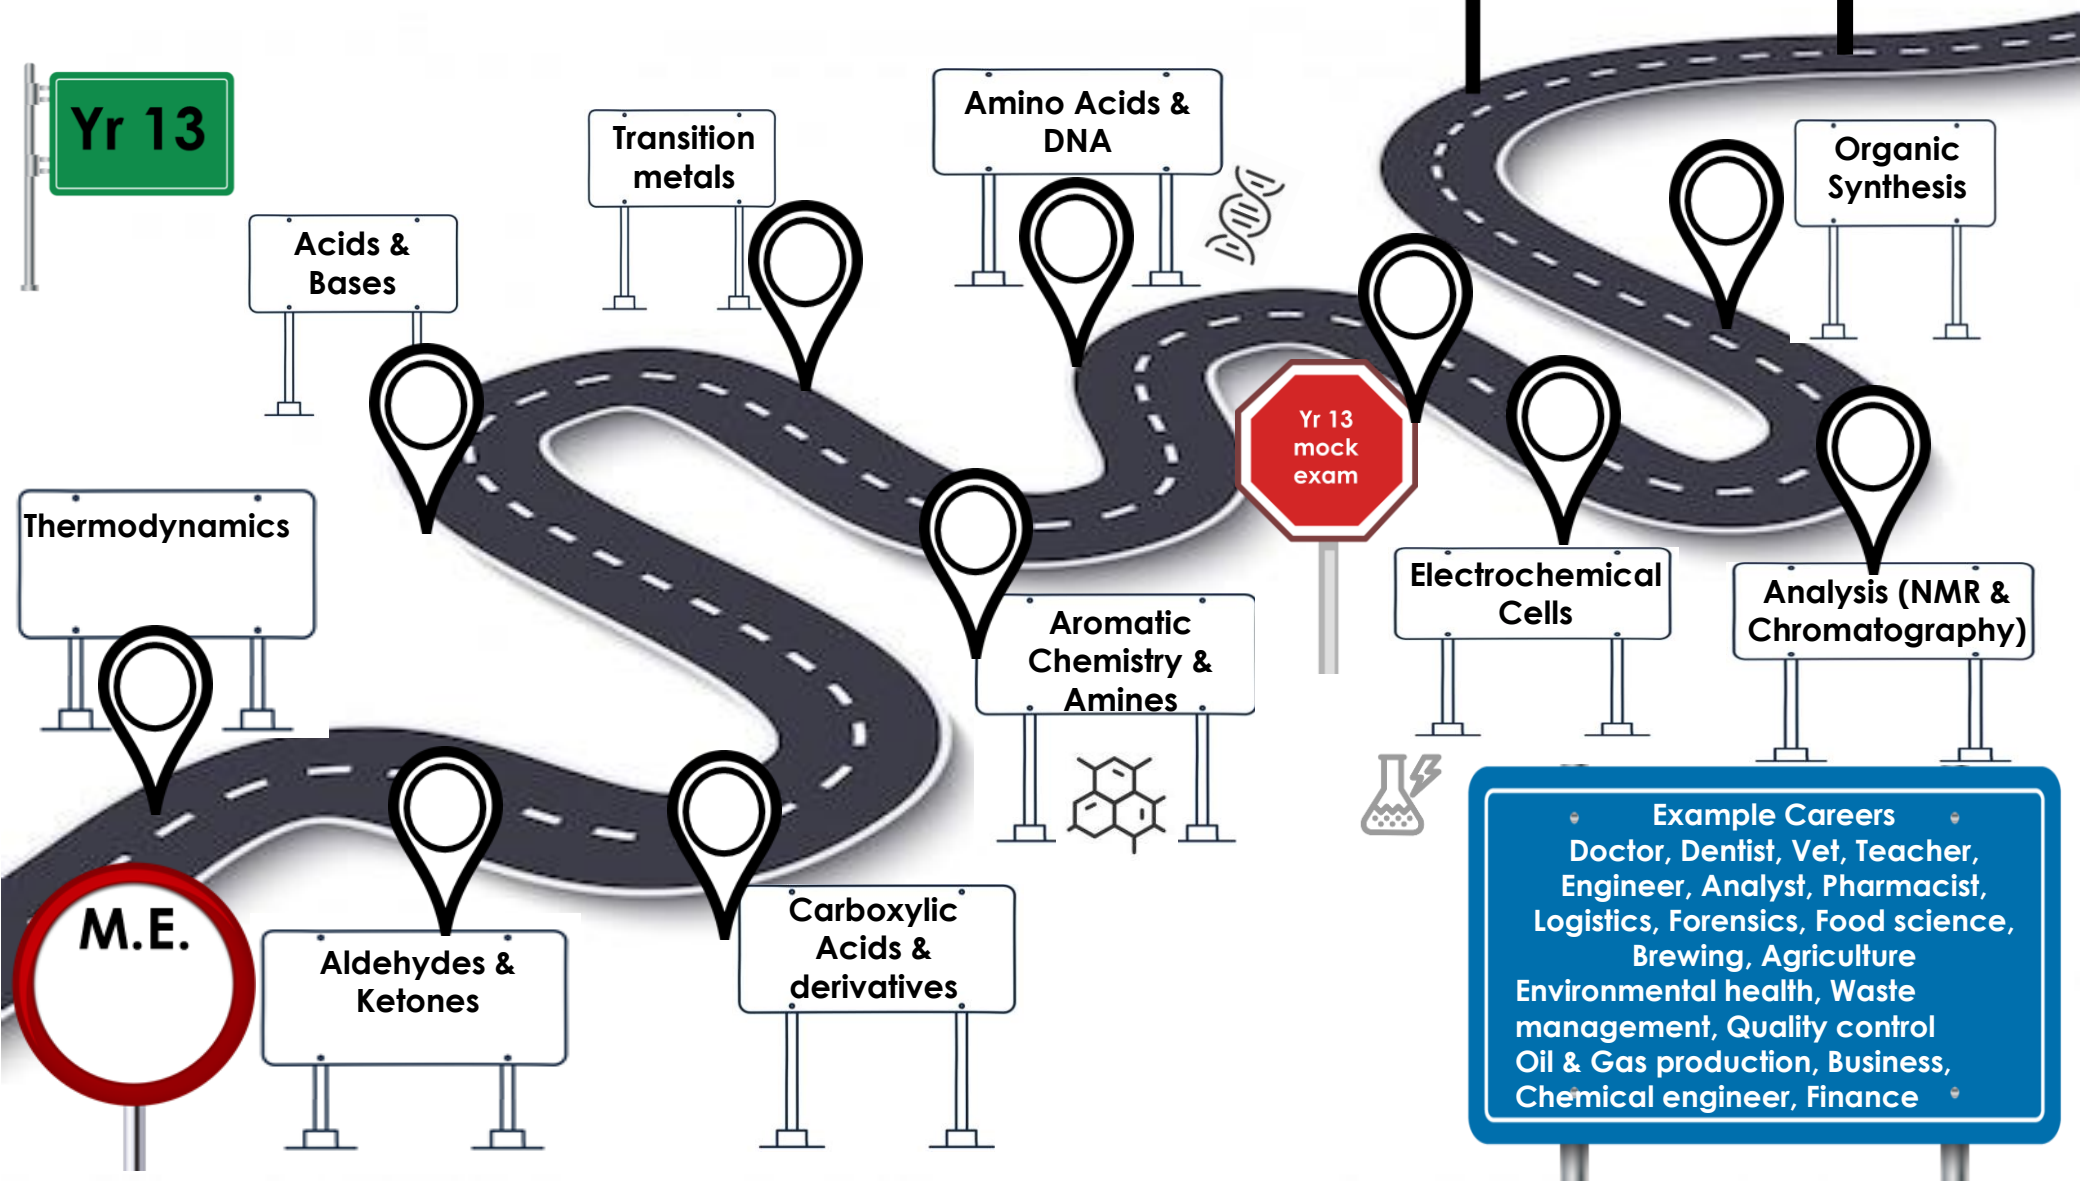 Yr 13
Transition
metals
Amino Acids &
DNA
Organic
Synthesis
Acids &
Bases
Thermodynamics
Yr 13
mock
exam
Electrochemical
Cells
Analysis (NMR &
Chromatography)
Aromatic
Chemistry &
Amines
M.E.
Aldehydes &
Ketones
Carboxylic
Acids &
derivatives
Example Careers
Doctor, Dentist, Vet, Teacher,
Engineer, Analyst, Pharmacist,
Logistics, Forensics, Food science,
Brewing, Agriculture
Environmental health, Waste
management, Quality control
Oil & Gas production, Business,
Chemical engineer, Finance